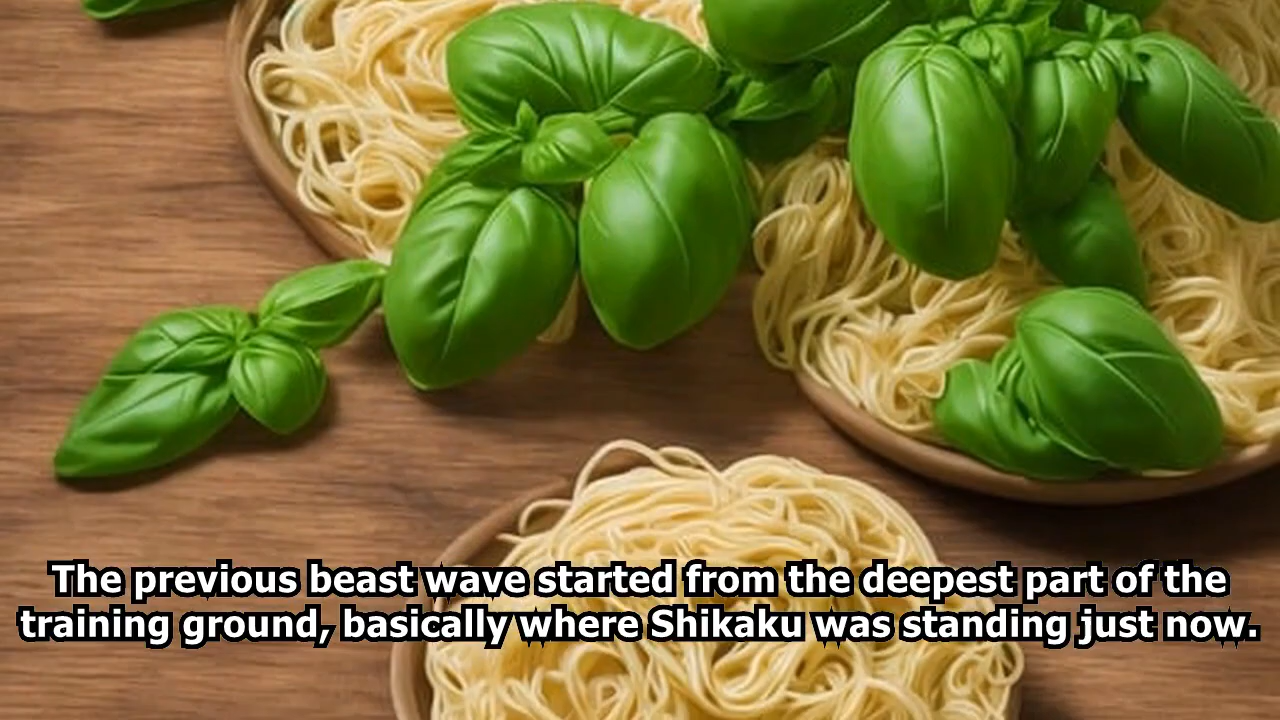 The previous beast wave started from the deepest part of the
training ground, basically where Shikaku was standing just now.